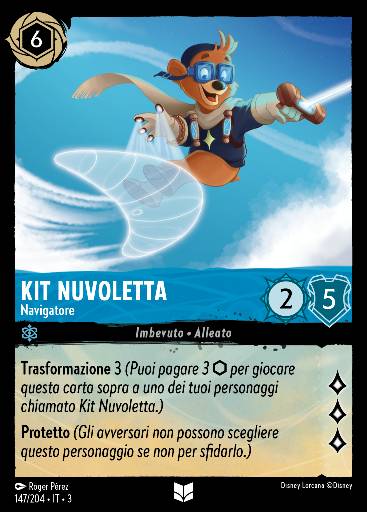 6
KIT NUVOLETTA
Navigatore
2
5
Imbevuto • Alleato
Trasformazione 3 (Puoi pagare 3 ⬡ per giocare
questa carta sopra a uno dei tuoi personaggi
chiamato Kit Nuvoletta.)
Protetto (Gli avversari non possono scegliere
questo personaggio se non per sfidarlo.)
Roger Pérez
147/204 • IT • 3
Disney Lorcana ©Disney